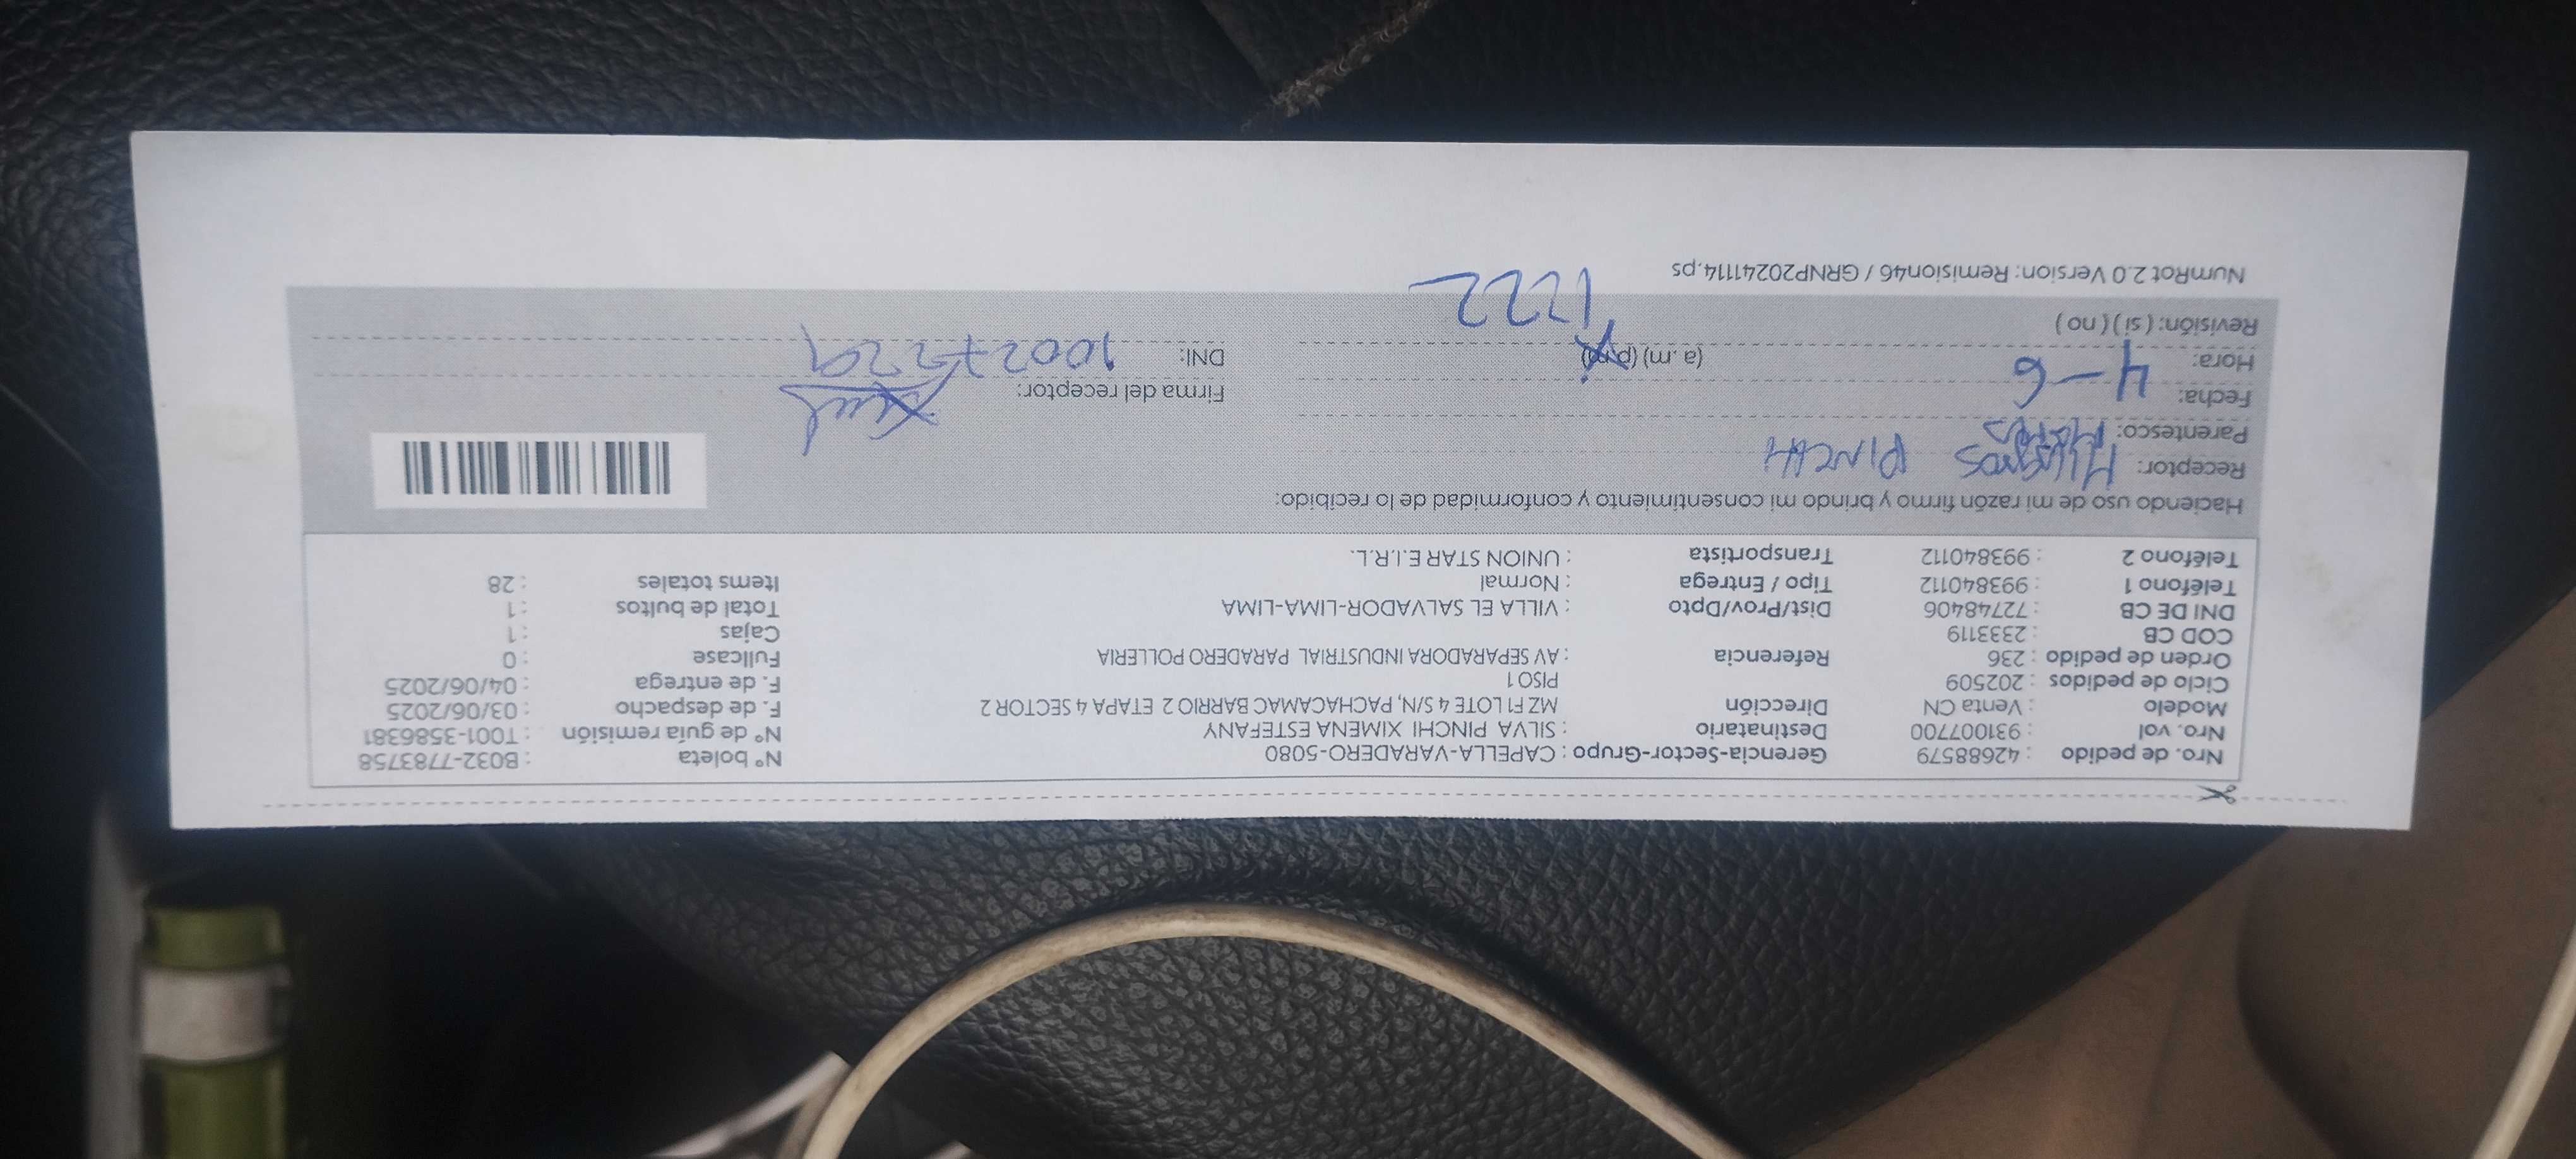 Nro. de pedido : 42688579 Gerencia-Sector-Grupo : CAPELLA-VARADERO-5080 N° boleta : B032-7783758
Nro. vol : 931007700 Destinatario : SILVA PINCHI XIMENA ESTEFANY N° de guía remisión : T001-3586381
Modelo : Venta CN Dirección MZ F1 LOTE 4 S/N, PACHACAMAC BARRIO 2 ETAPA 4 SECTOR 2 F. de despacho : 03/06/2025
Ciclo de pedidos : 202509 PISO 1 F. de entrega : 04/06/2025
Orden de pedido : 236 Referencia : AV SEPARADORA INDUSTRIAL PARADERO POLLERIA Fullcase : 0
COD CB : 2333119 Cajas : 1
DNI DE CB : 72748406 Dist/Prov/Dpto : VILLA EL SALVADOR-LIMA-LIMA Total de bultos : 1
Teléfono 1 : 993840112 Tipo / Entrega : Normal Items totales : 28
Teléfono 2 : 993840112 Transportista : UNION STAR E.I.R.L.
Haciendo uso de mi razón firmo y brindo mi consentimiento y conformidad de lo recibido:
Receptor: Milagros PINCHI
Parentesco:
Fecha: 4-6 Firma del receptor:
Hora: (a. m) (p.m) DNI:
Revisión: ( si ) ( no ) 1222
NumRot 2.0 Version: Remision46 / GRNP20241114.ps